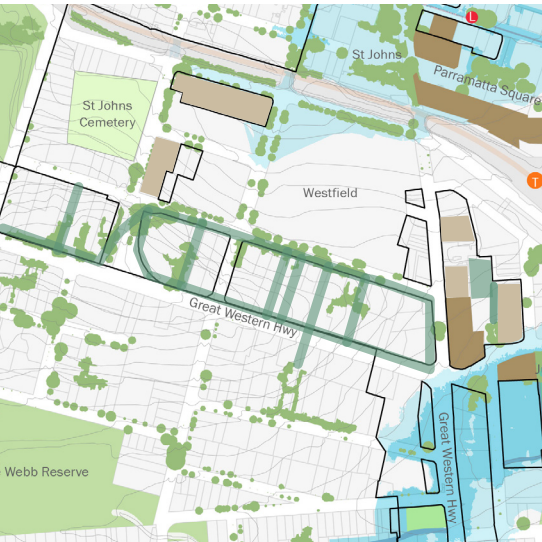 L
St Johns
Parramatta Square
St Johns
Cemetery
T
Westfield
Great Western Hwy
J
Webb Reserve
Great Western Hwy